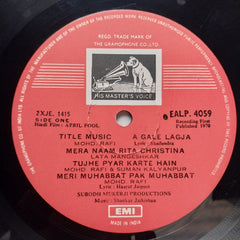 REGD. TRADE MARK OF
THE GRAMOPHONE CO. LTD.
HIS MASTER'S VOICE
2XJE. 1415
SIDE ONE
Hindi Film: APRIL FOOL
EALP. 4059
Recording First
Published 1970
TITLE MUSIC A GALE LAGJA
MOHD. RAFI Lyric: Shailendra
MERA NAAM RITA CHRISTINA
LATA MANGESHKAR
TUJHE PYAR KARTE HAIN
MOHD. RAFI & SUMAN KALYANPUR
MERI MUHABBAT PAK MUHABBAT
MOHD. RAFI
Lyric: Hasrat Jaipuri
SUBODH MUKERJI PRODUCTIONS
Music: Shankar Jaikishan
EMI
MADE IN INDIA